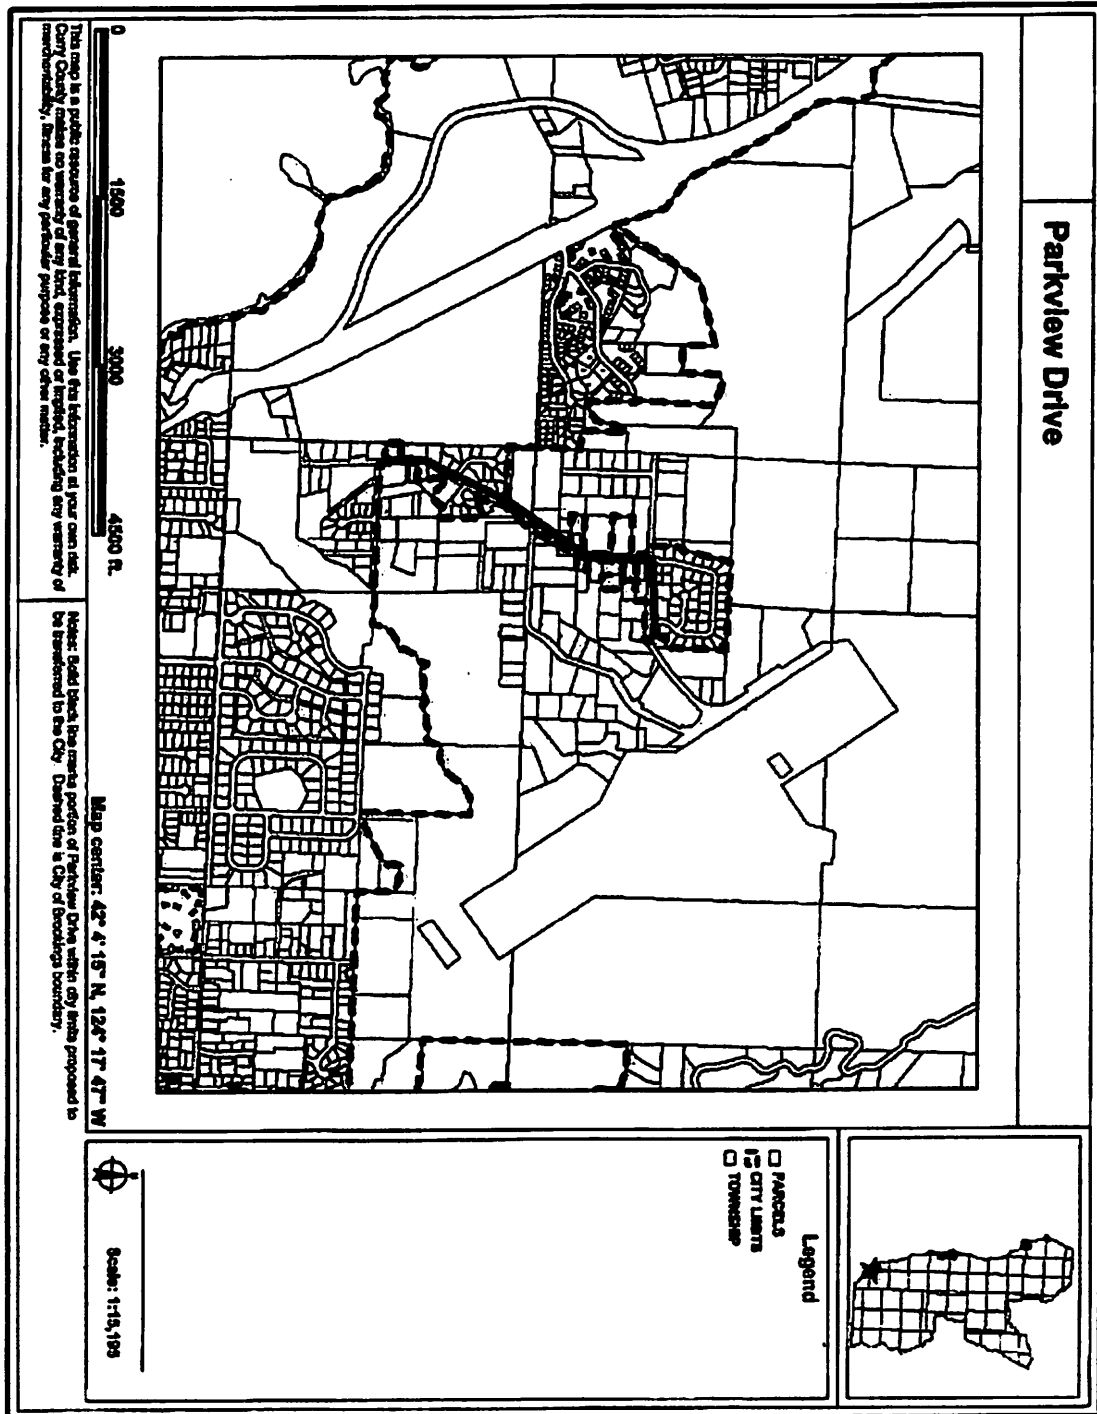 Parkview Drive
Legend
PARCELS
CITY LIMITS
TOWNSHIP
Scale: 1:15,195
0 1500 3000 4500 ft.
Map center: 42° 4' 15" N, 124° 17' 47" W
This map is a public resource of general information. Use this information at your own risk.
Curry County makes no warranty of any kind, expressed or implied, including any warranty of
merchantability, fitness for any particular purpose or any other matter.
Notes: Bold black line marks portion of Parkview Drive within city limits proposed to
be transferred to the City. Dashed line is City of Brookings boundary.